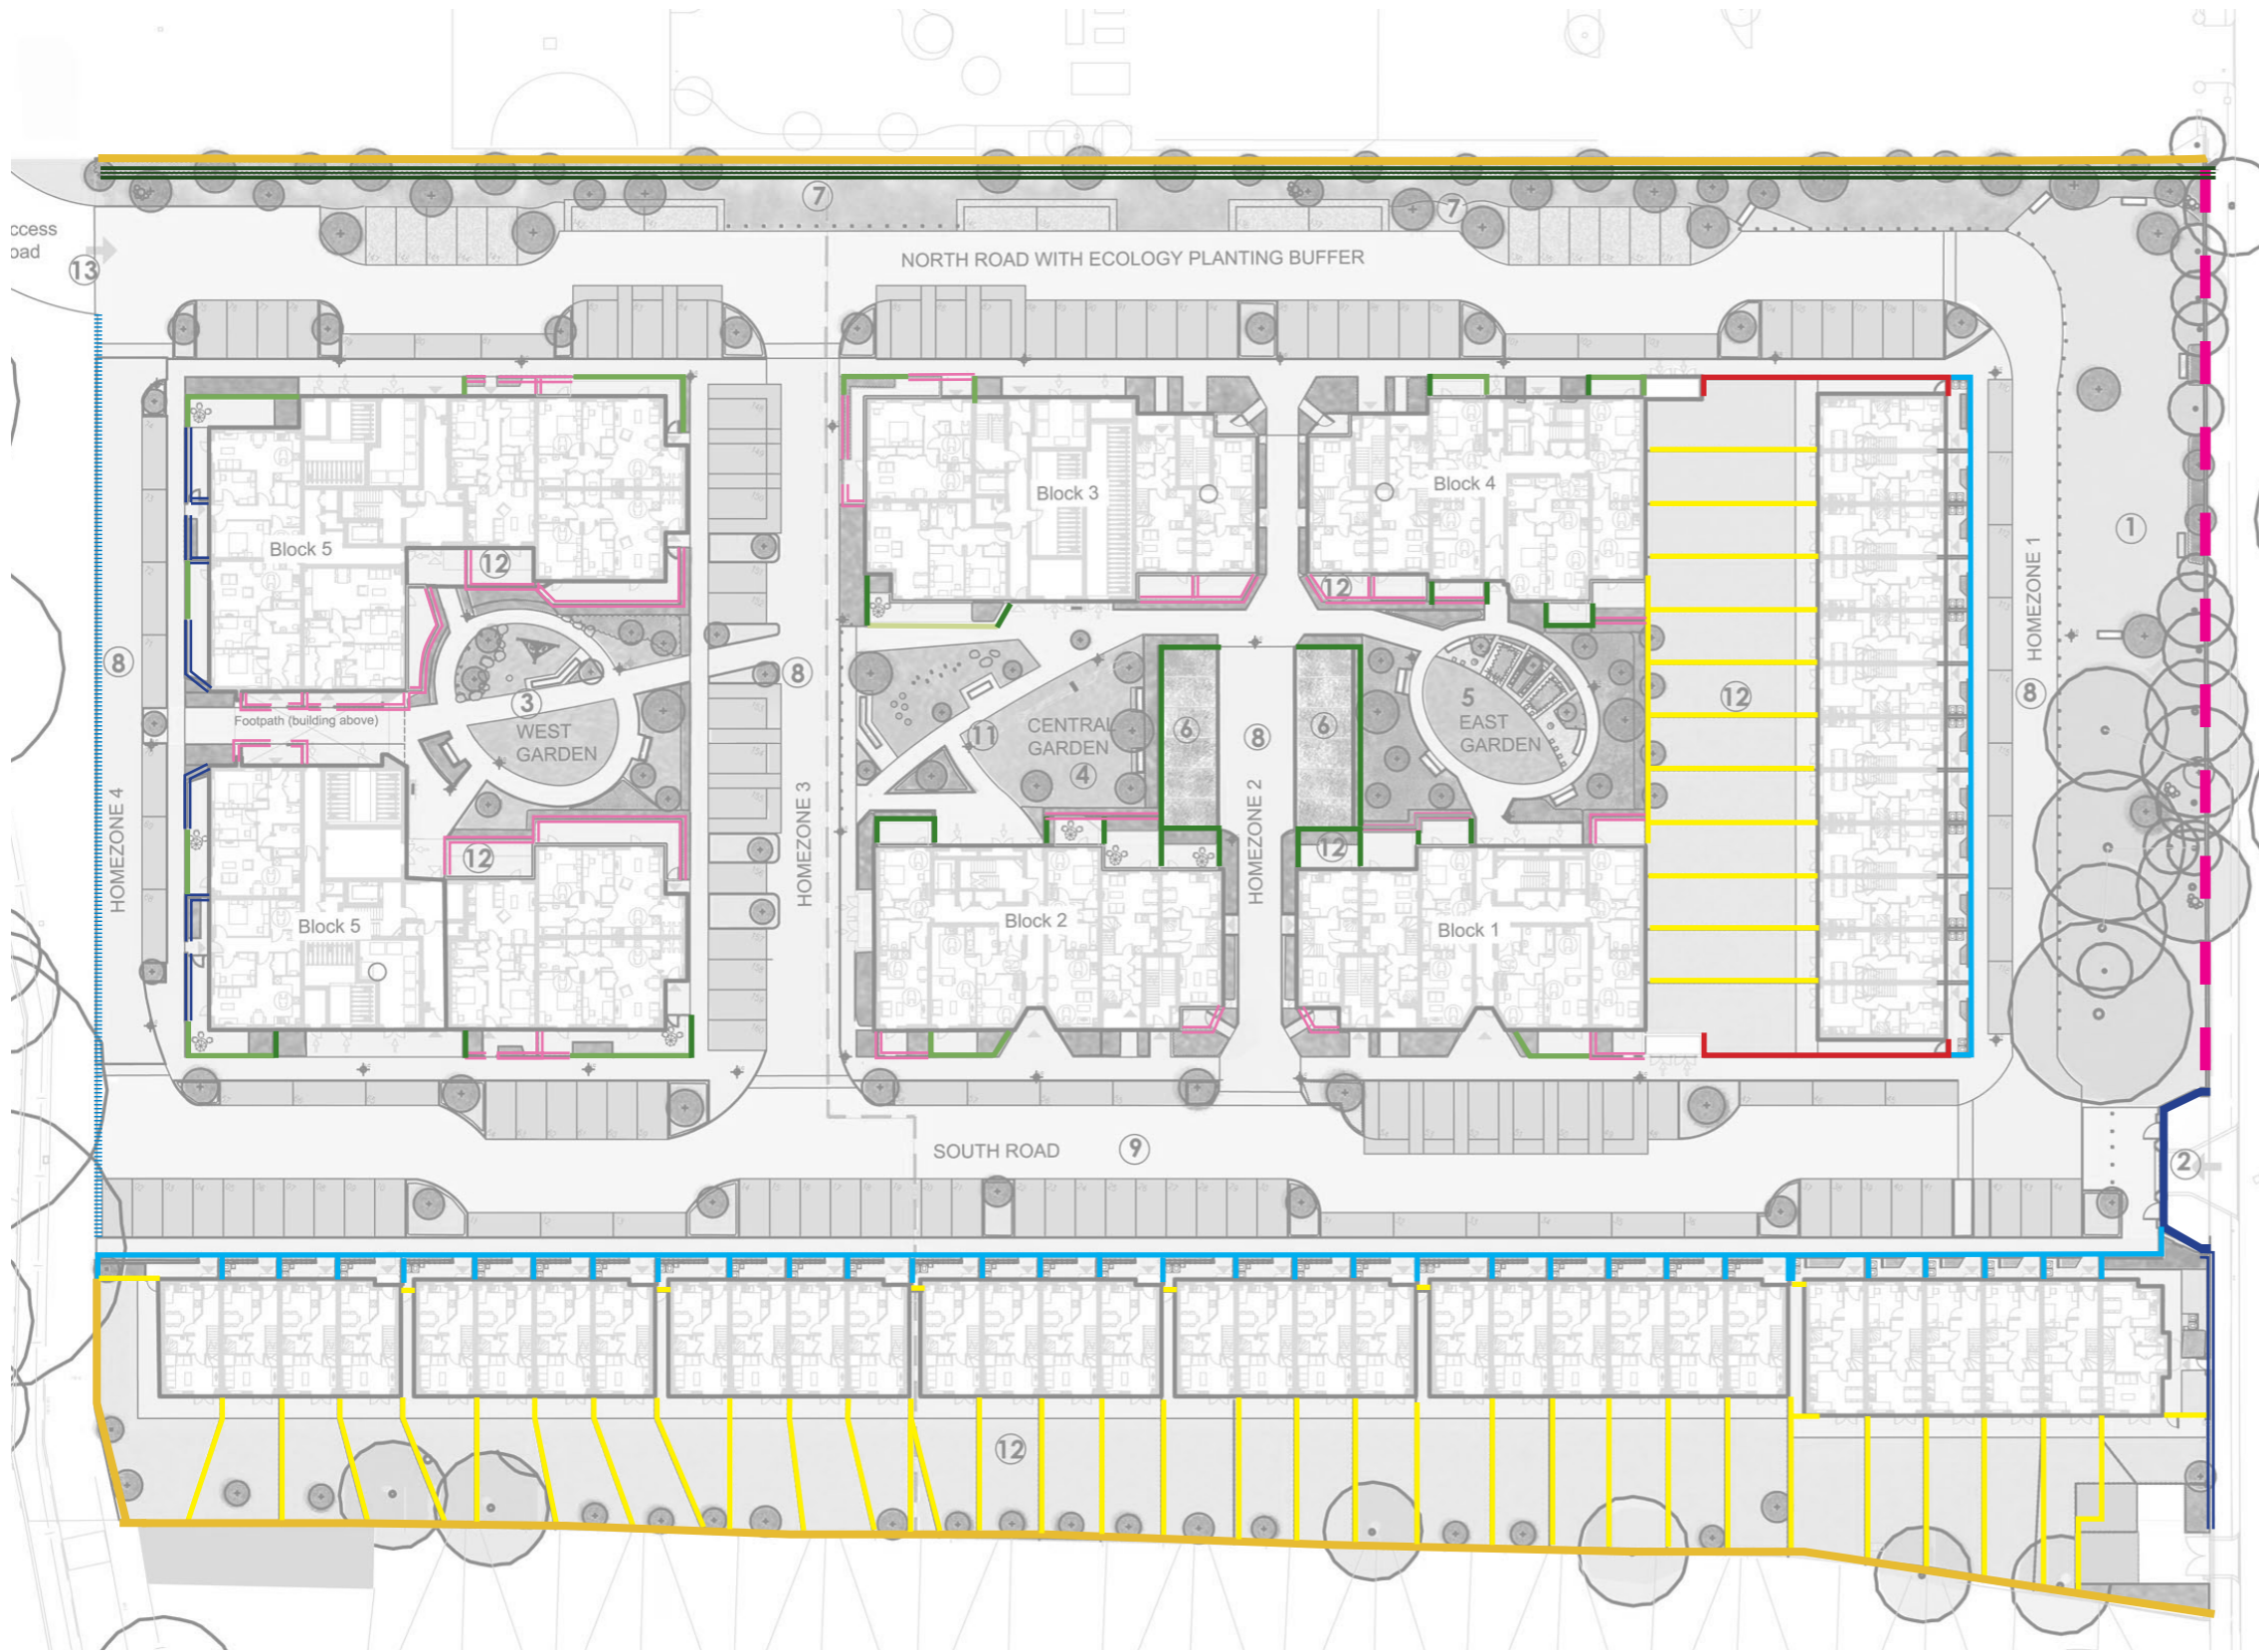 7
7
ccess
oad
13
NORTH ROAD WITH ECOLOGY PLANTING BUFFER
Block 3
Block 4
1
Block 5
12
12
HOMEZONE 1
8
8
8
12
3
Footpath (building above)
WEST
GARDEN
11
CENTRAL
GARDEN
4
6
8
6
5
EAST
GARDEN
HOMEZONE 4
HOMEZONE 3
HOMEZONE 2
12
12
Block 5
Block 2
Block 1
SOUTH ROAD
9
2
12